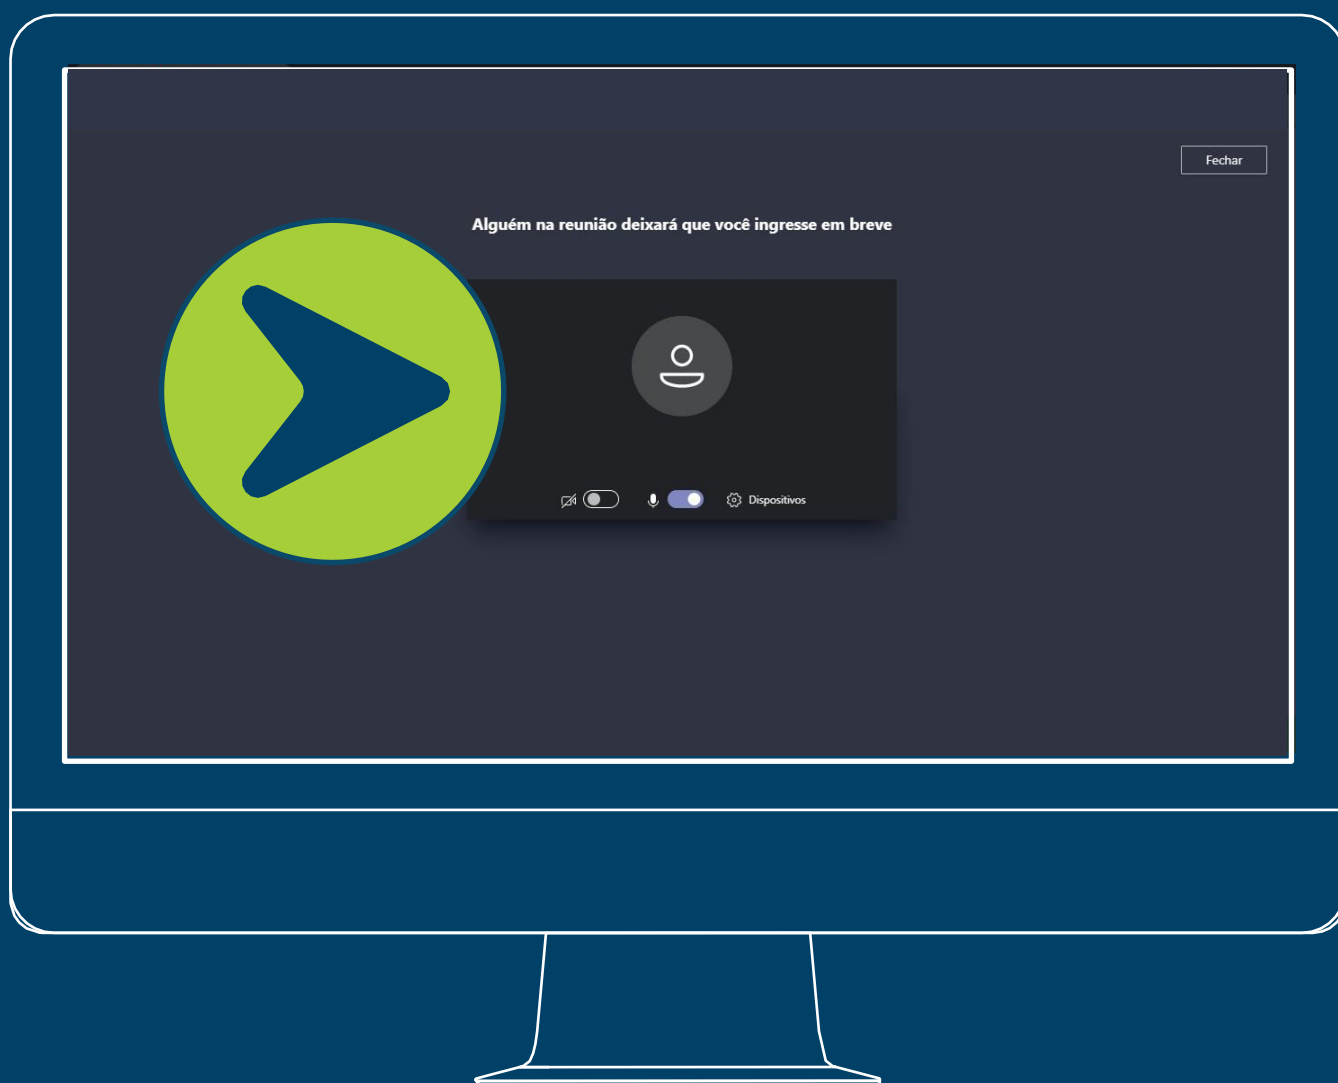 Fechar
Alguém na reunião deixará que você ingresse em breve
Dispositivos